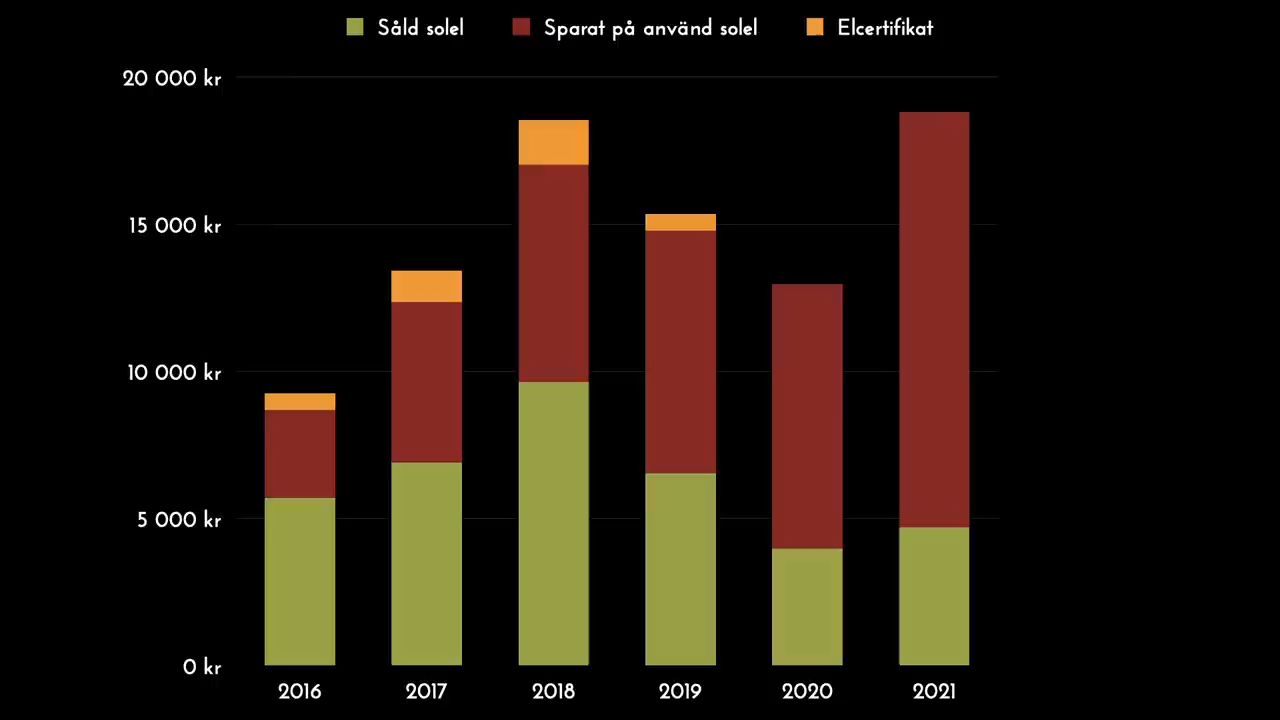 Såld solel Sparat på använd solel Elcertifikat
20 000 kr
15 000 kr
10 000 kr
5 000 kr
0 kr
2016 2017 2018 2019 2020 2021